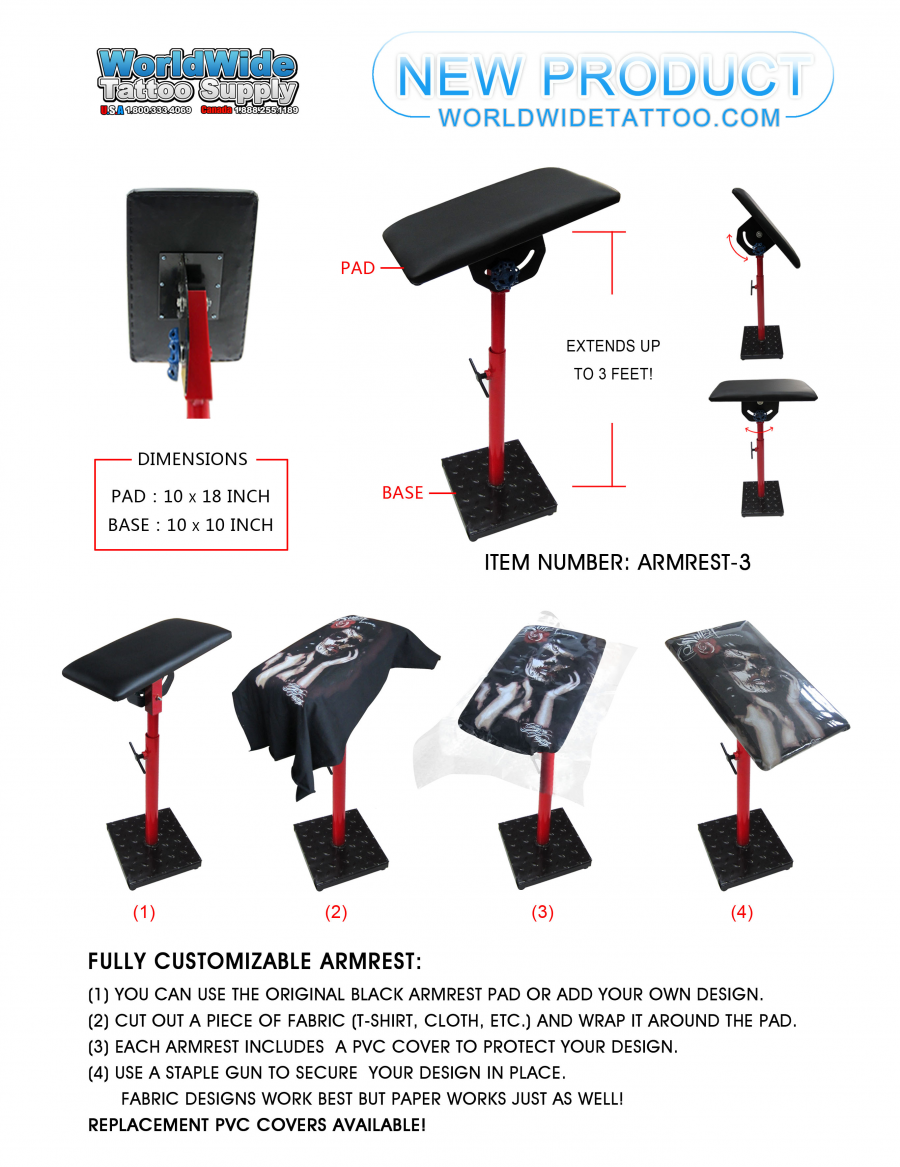 WorldWide
Tattoo Supply
USA 1.800.333.4069 Canada 1.888.255.1189
NEW PRODUCT
WORLDWIDETATTOO.COM
PAD
EXTENDS UP
TO 3 FEET!
DIMENSIONS
PAD : 10 x 18 INCH
BASE : 10 x 10 INCH
BASE
ITEM NUMBER: ARMREST-3
(1)
(2)
(3)
(4)
FULLY CUSTOMIZABLE ARMREST:
(1) YOU CAN USE THE ORIGINAL BLACK ARMREST PAD OR ADD YOUR OWN DESIGN.
(2) CUT OUT A PIECE OF FABRIC (T-SHIRT, CLOTH, ETC.) AND WRAP IT AROUND THE PAD.
(3) EACH ARMREST INCLUDES A PVC COVER TO PROTECT YOUR DESIGN.
(4) USE A STAPLE GUN TO SECURE YOUR DESIGN IN PLACE.
FABRIC DESIGNS WORK BEST BUT PAPER WORKS JUST AS WELL!
REPLACEMENT PVC COVERS AVAILABLE!